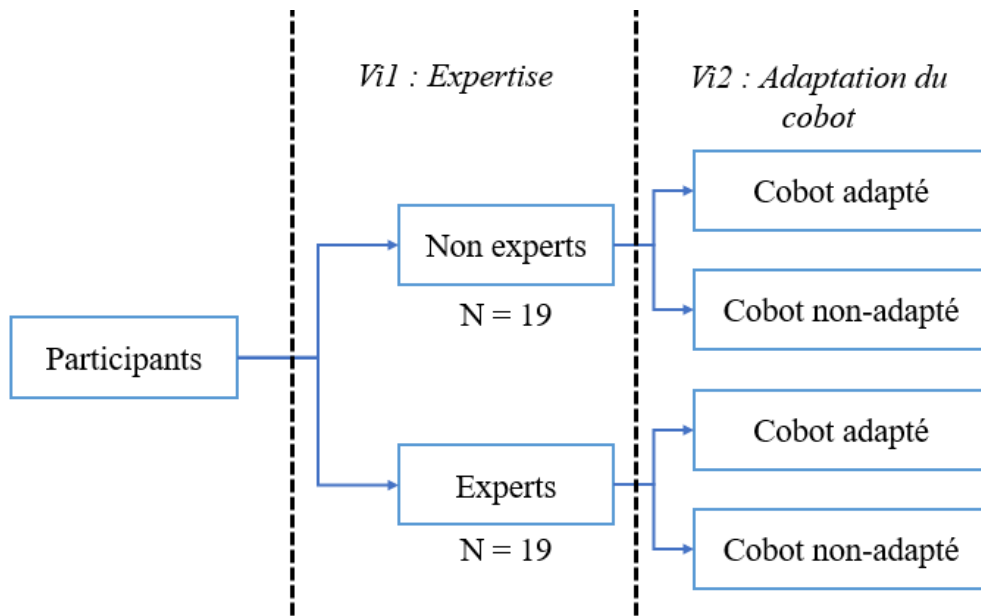 Vi1 : Expertise
Vi2 : Adaptation du
cobot
Participants
Non experts
N = 19
Experts
N = 19
Cobot adapté
Cobot non-adapté
Cobot adapté
Cobot non-adapté